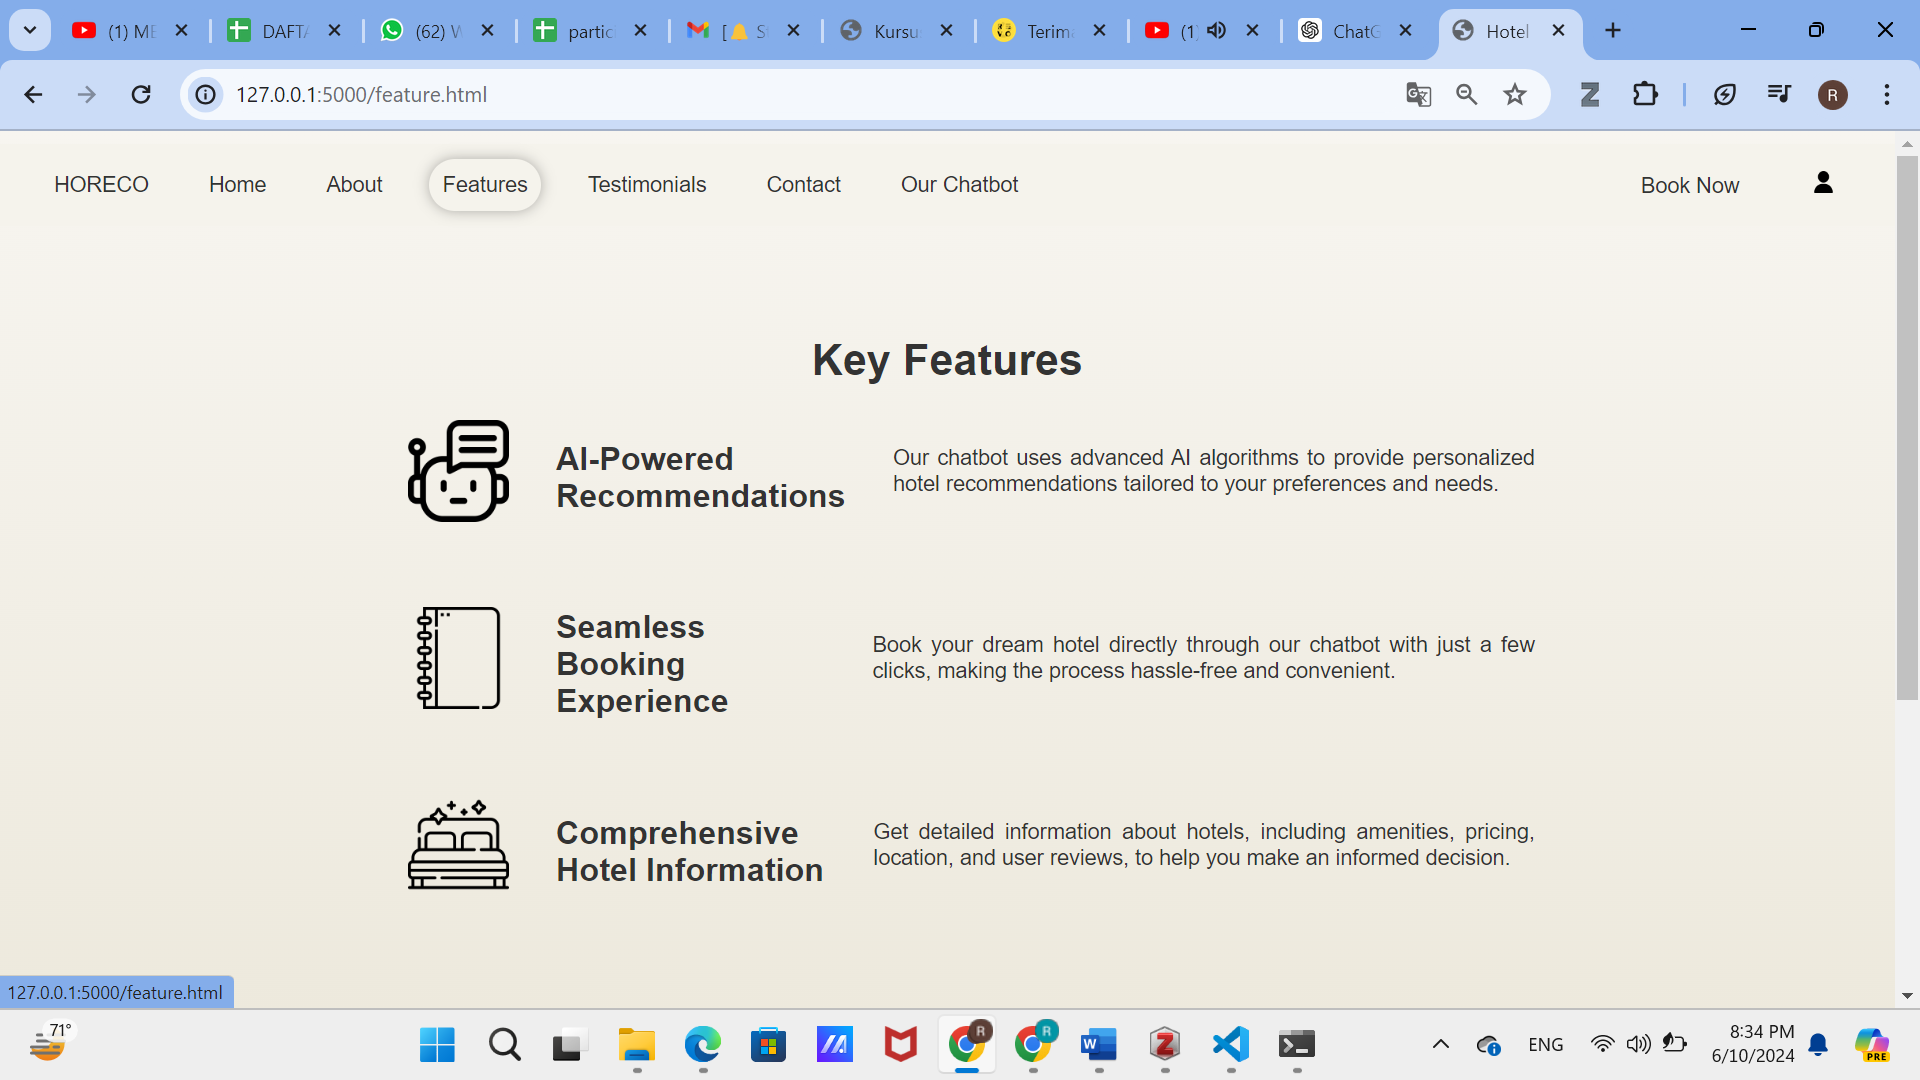 (1) ME
DAFTA
(62) W
partic
[🔔 S
Kursu
Terima
(1)
ChatG
Hotel
127.0.0.1:5000/feature.html
R
HORECO
Home
About
Features
Testimonials
Contact
Our Chatbot
Book Now
Key Features
AI-Powered
Recommendations
Our chatbot uses advanced AI algorithms to provide personalized
hotel recommendations tailored to your preferences and needs.
Seamless
Booking
Experience
Book your dream hotel directly through our chatbot with just a few
clicks, making the process hassle-free and convenient.
Comprehensive
Hotel Information
Get detailed information about hotels, including amenities, pricing,
location, and user reviews, to help you make an informed decision.
127.0.0.1:5000/feature.html
71°
R
R
ENG
8:34 PM
6/10/2024
PRE